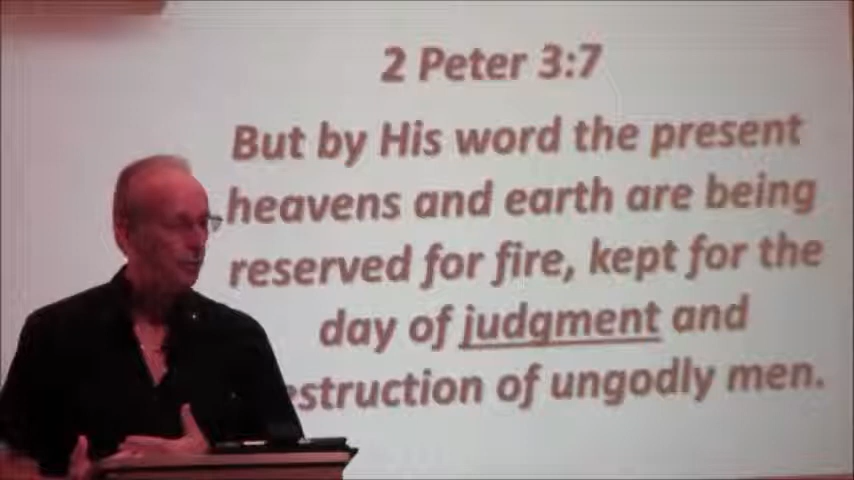 2 Peter 3:7
But by His word the present
heavens and earth are being
reserved for fire, kept for the
day of judgment and
estruction of ungodly men.